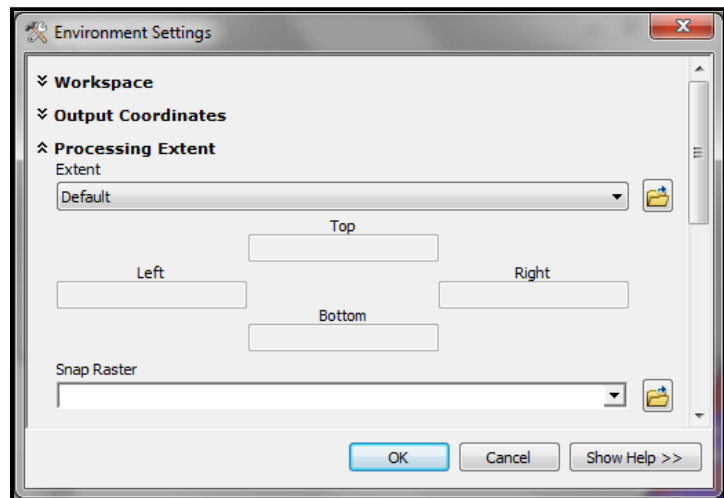 Environment Settings
Workspace
Output Coordinates
Processing Extent
Extent
Default
Top
Left
Right
Bottom
Snap Raster
OK
Cancel
Show Help >>